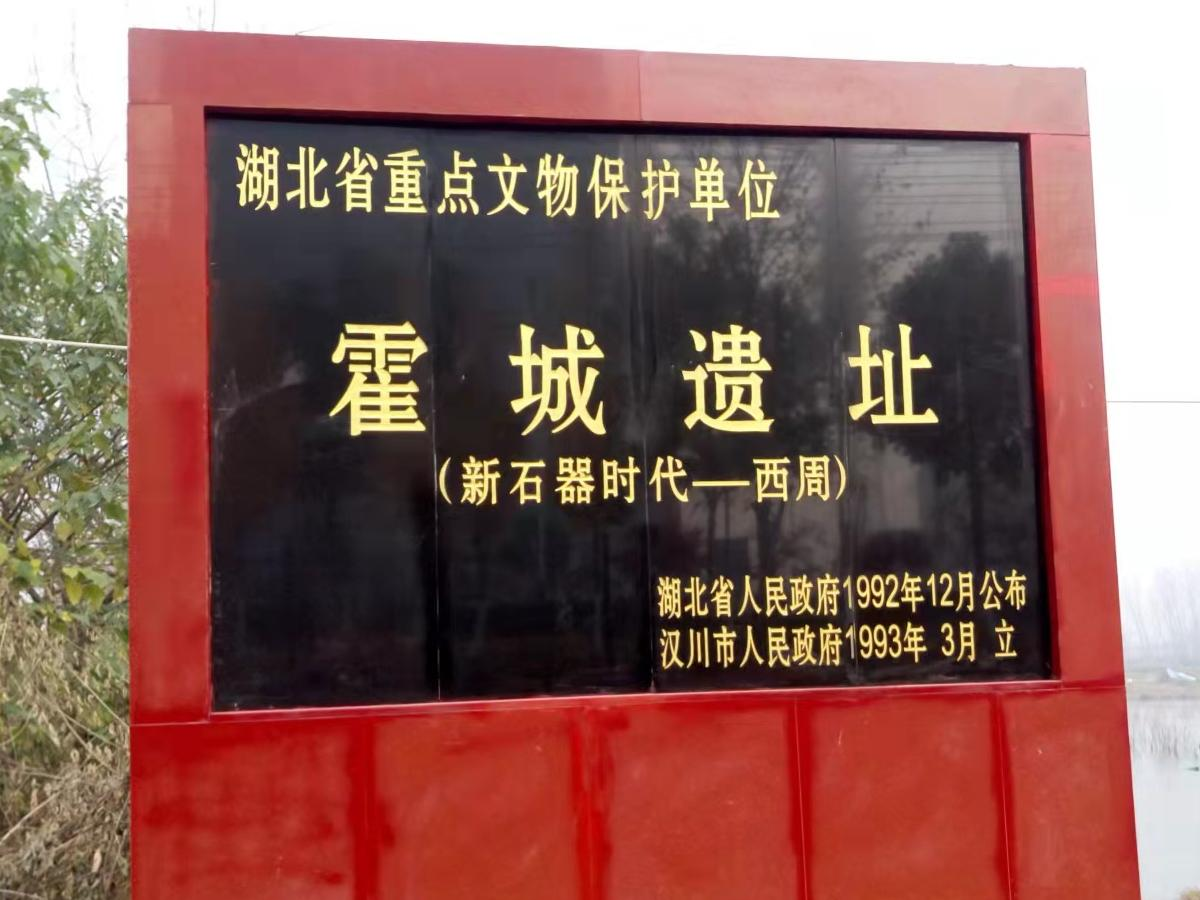 湖北省重点文物保护单位
霍城遗址
(新石器时代—西周)
湖北省人民政府1992年12月公布
汉川市人民政府1993年 3月 立